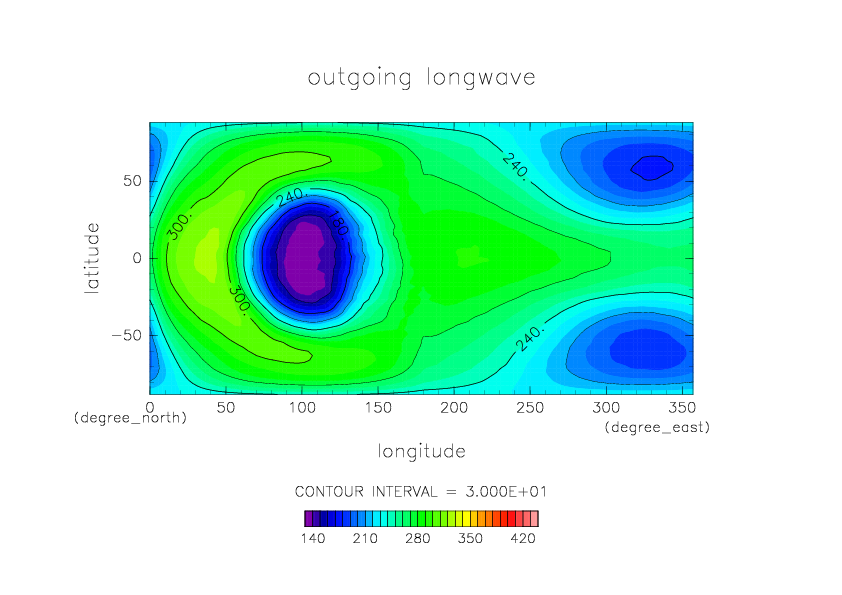 outgoing longwave
240.
50
240.
180.
300.
latitude
0
300.
−50
240.
0 50 100 150 200 250 300 350
(degree_north)
(degree_east)
longitude
CONTOUR INTERVAL = 3.000E+01
140 210 280 350 420